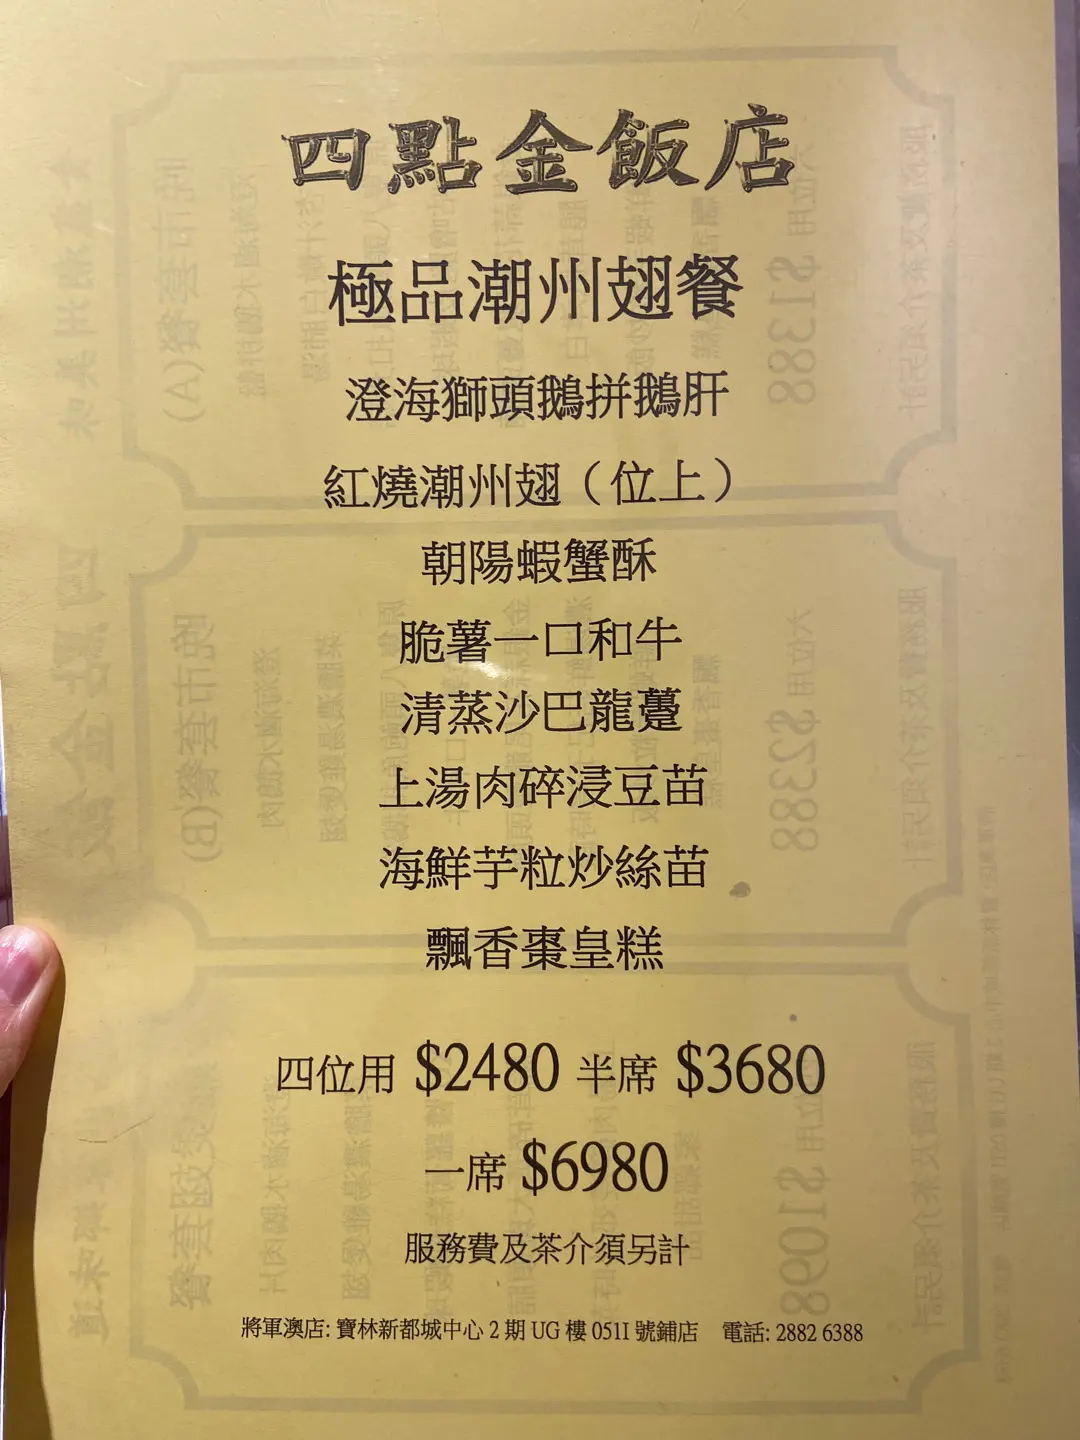 四點金飯店
極品潮州翅餐
澄海獅頭鵝拼鵝肝
紅燒潮州翅（位上）
朝陽蝦蟹酥
脆薯一口和牛
清蒸沙巴龍躉
上湯肉碎浸豆苗
海鮮芋粒炒絲苗
飄香棗皇糕
四位用 $2480 半席 $3680
一席 $6980
服務費及茶介須另計
將軍澳店: 寶林新都城中心 2 期 UG 樓 051I 號鋪店 電話: 2882 6388